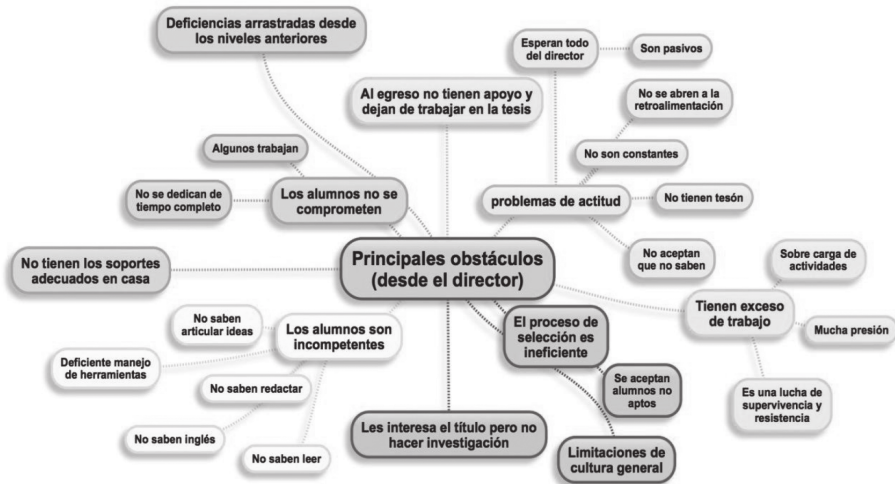 Deficiencias arrastradas desde
los niveles anteriores
Esperan todo
del director
Son pasivos
Al egreso no tienen apoyo y
dejan de trabajar en la tesis
No se abren a la
retroalimentación
Algunos trabajan
No son constantes
No se dedican de
tiempo completo
Los alumnos no se
comprometen
problemas de actitud
No tienen tesón
No tienen los soportes
adecuados en casa
Principales obstáculos
(desde el director)
No aceptan
que no saben
Sobre carga de
actividades
Tienen exceso
de trabajo
Mucha presión
Es una lucha de
supervivencia y
resistencia
No saben
articular ideas
Los alumnos son
incompetentes
Deficiente manejo
de herramientas
No saben redactar
No saben inglés
No saben leer
El proceso de
selección es
ineficiente
Se aceptan
alumnos no
aptos
Les interesa el título pero no
hacer investigación
Limitaciones de
cultura general